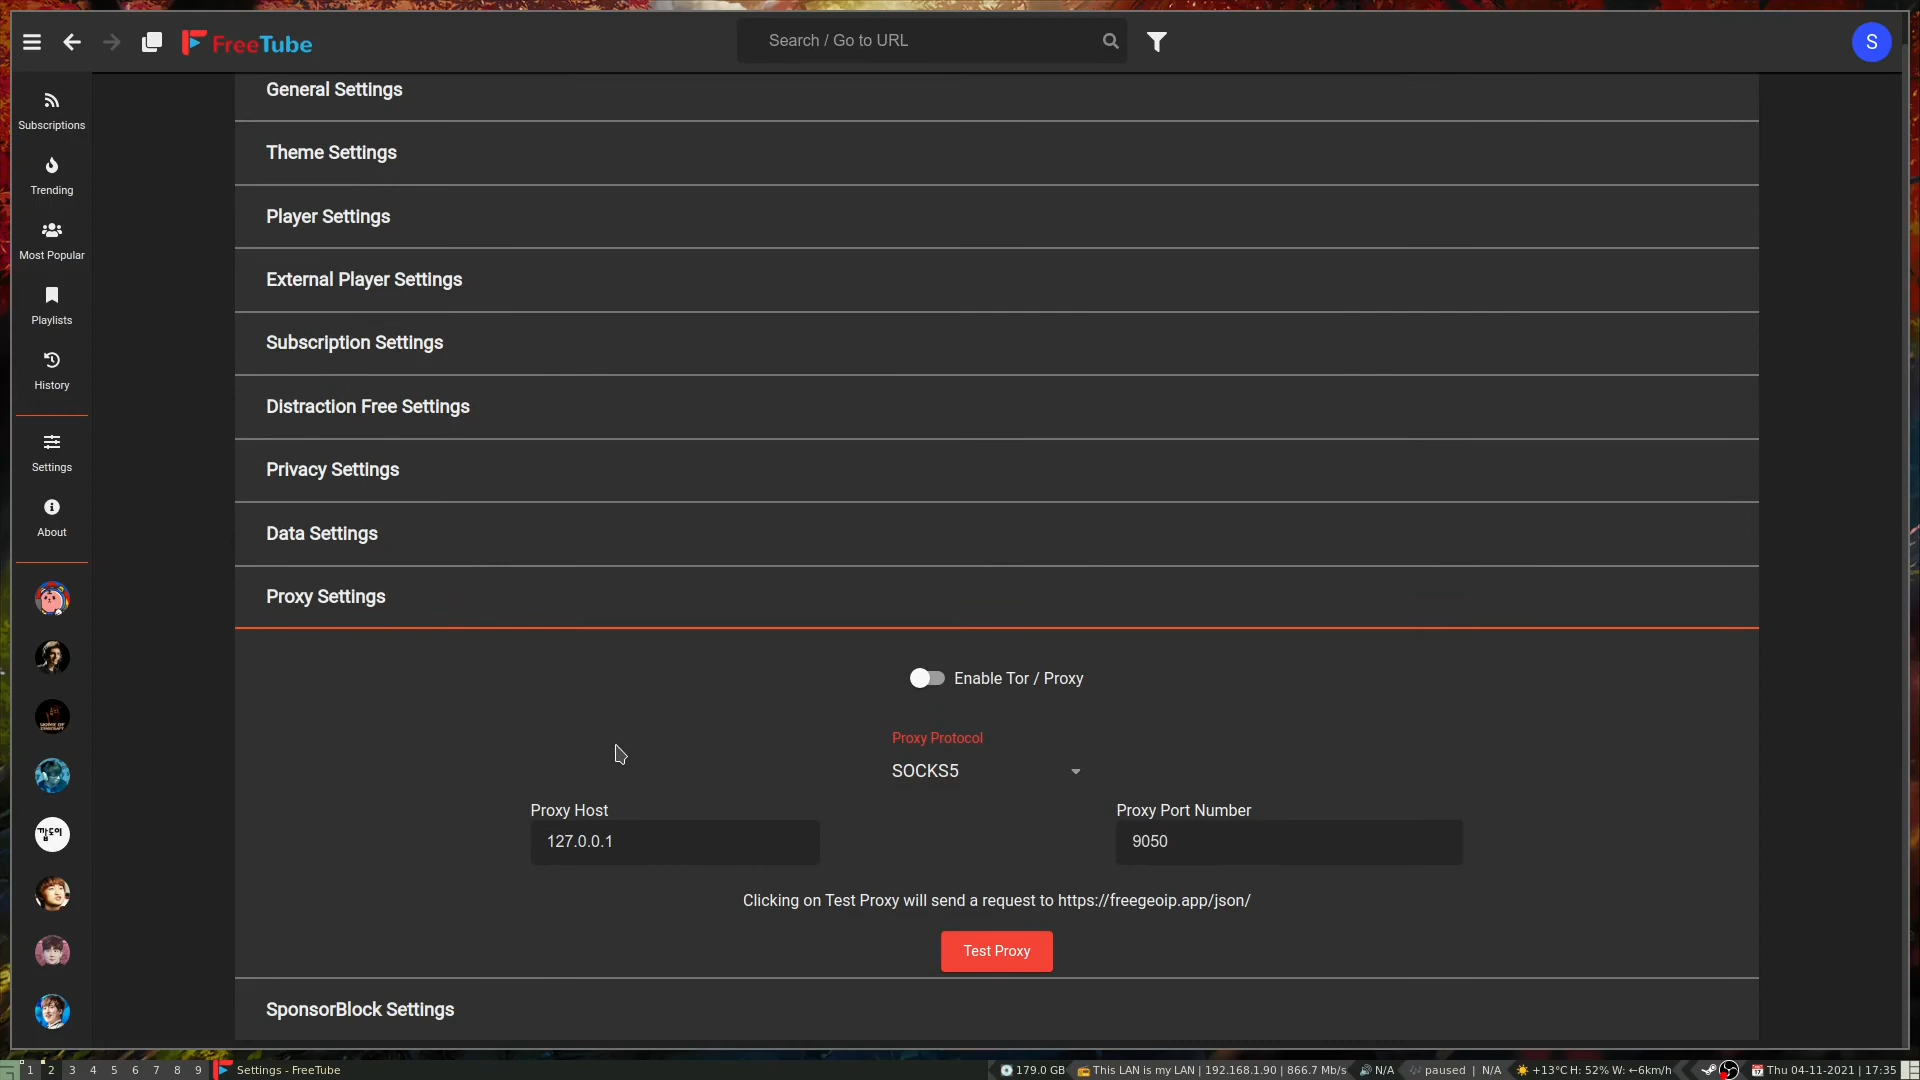 FreeTube
Search / Go to URL
S
Subscriptions
Trending
Most Popular
Playlists
History
Settings
About
General Settings
Theme Settings
Player Settings
External Player Settings
Subscription Settings
Distraction Free Settings
Privacy Settings
Data Settings
Proxy Settings
Enable Tor / Proxy
Proxy Protocol
SOCKS5
Proxy Host
Proxy Port Number
127.0.0.1
9050
Clicking on Test Proxy will send a request to https://freegeoip.app/json/
Test Proxy
SponsorBlock Settings
깜도이
1 2 3 4 5 6 7 8 9 Settings - FreeTube 179.0 GB This LAN is my LAN | 192.168.1.90 | 866.7 Mb/s N/A paused | N/A +13°C H: 52% W: ←6km/h Thu 04-11-2021 | 17:35